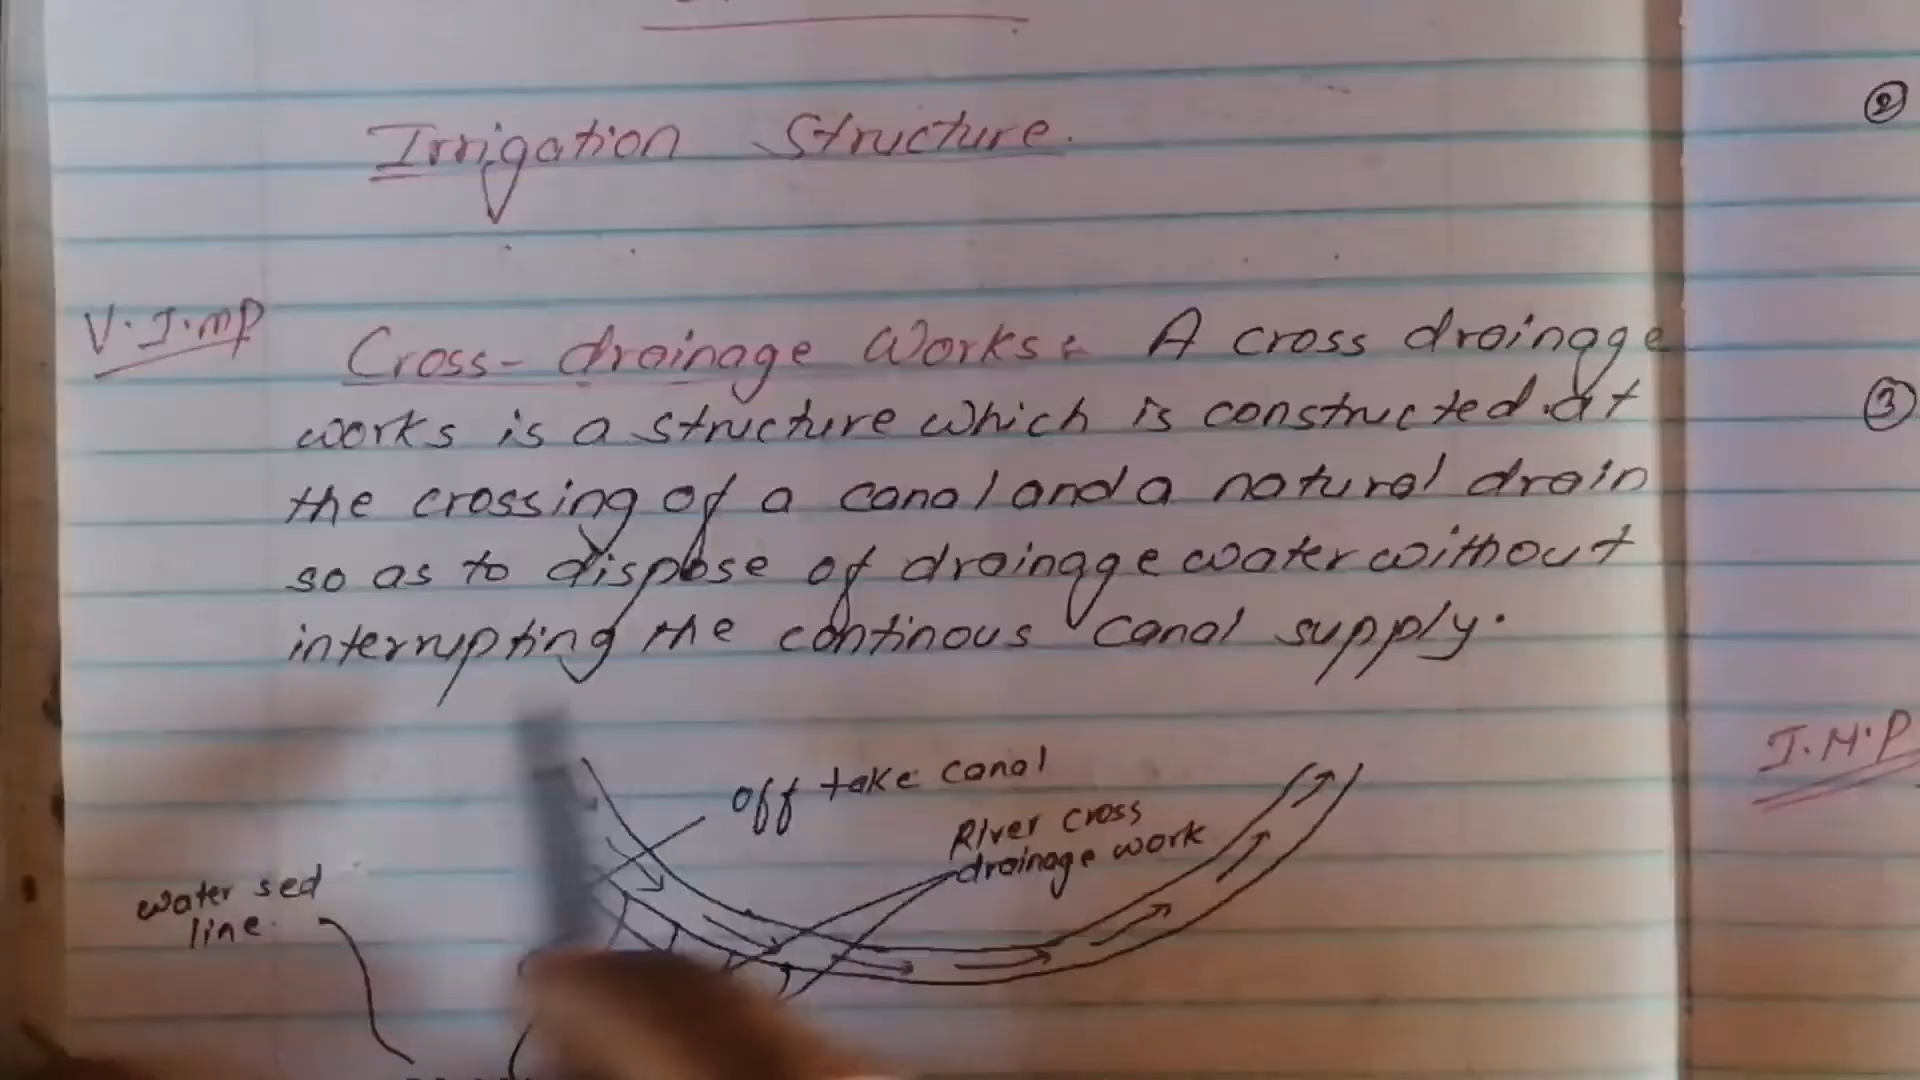 Irrigation Structure.
V.I.mp
Cross-drainage works: A cross drainage
works is a structure which is constructed at
the crossing of a canal and a natural drain
so as to dispose of drainage water without
interrupting the continous canal supply.
off take canal
River cross
drainage work
water sed
line.
2
3
I.M.P